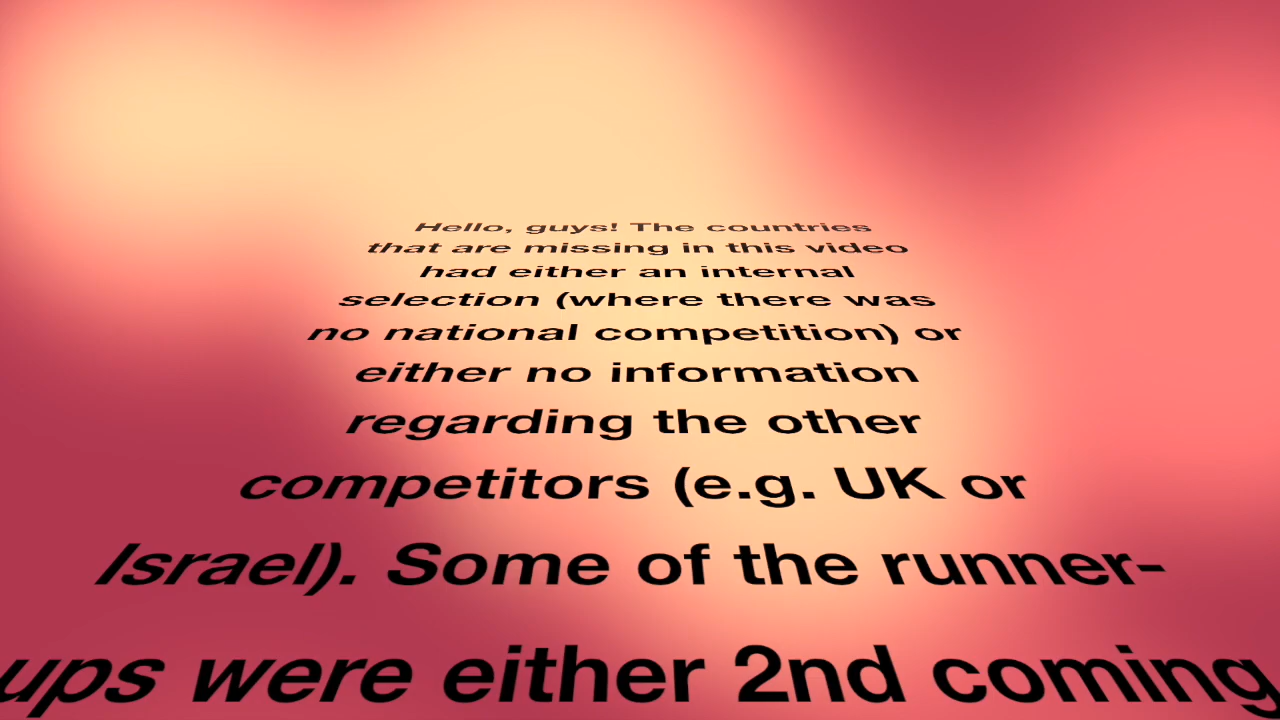 Hello, guys! The countries
that are missing in this video
had either an internal
selection (where there was
no national competition) or
either no information
regarding the other
competitors (e.g. UK or
Israel). Some of the runner-
ups were either 2nd coming